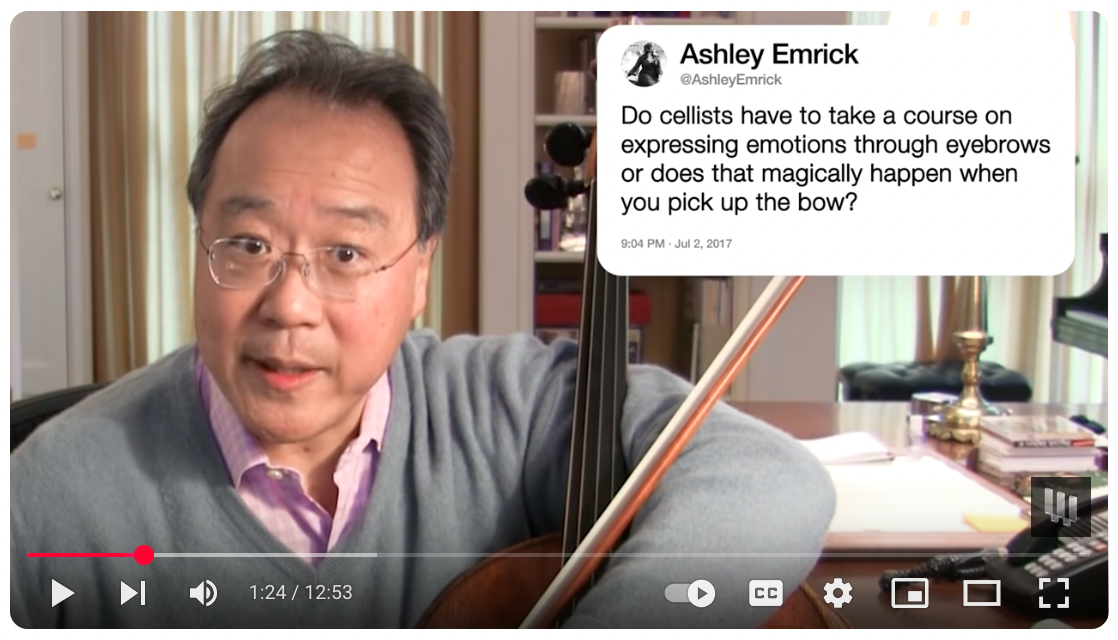 Ashley Emrick
@AshleyEmrick
Do cellists have to take a course on
expressing emotions through eyebrows
or does that magically happen when
you pick up the bow?
9:04 PM · Jul 2, 2017
1:24 / 12:53
CC